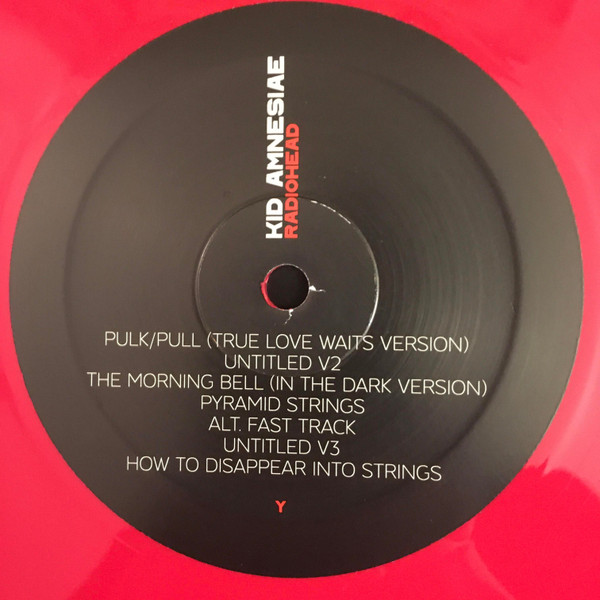 KID AMNESIAE
RADIOHEAD
PULK/PULL (TRUE LOVE WAITS VERSION)
UNTITLED V2
THE MORNING BELL (IN THE DARK VERSION)
PYRAMID STRINGS
ALT. FAST TRACK
UNTITLED V3
HOW TO DISAPPEAR INTO STRINGS
Y